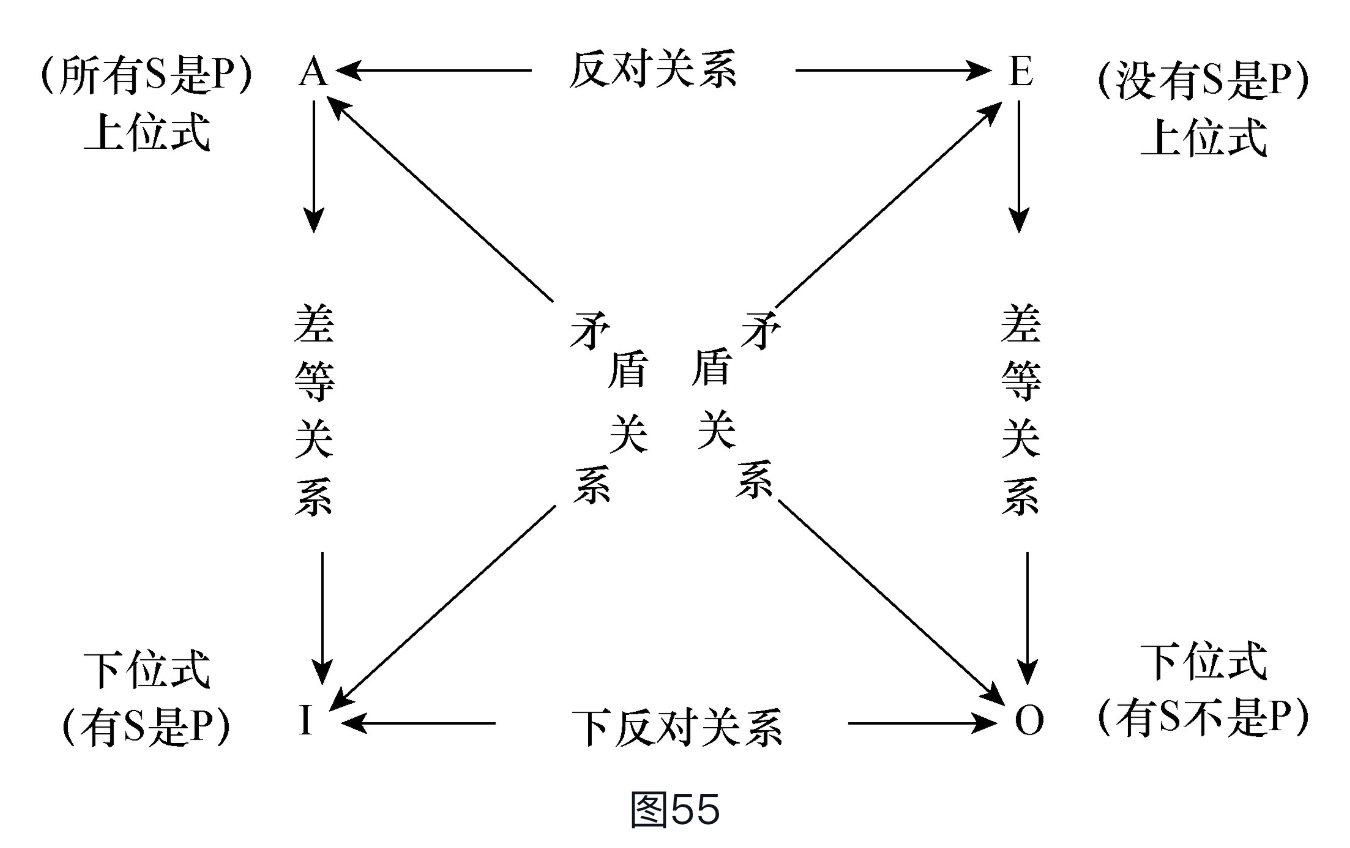 （所有S是P） A 反对关系 E （没有S是P）
上位式 上位式
矛盾关系 矛盾关系
差等关系 差等关系
下位式 下位式
（有S是P） I 下反对关系 O （有S不是P）
图55